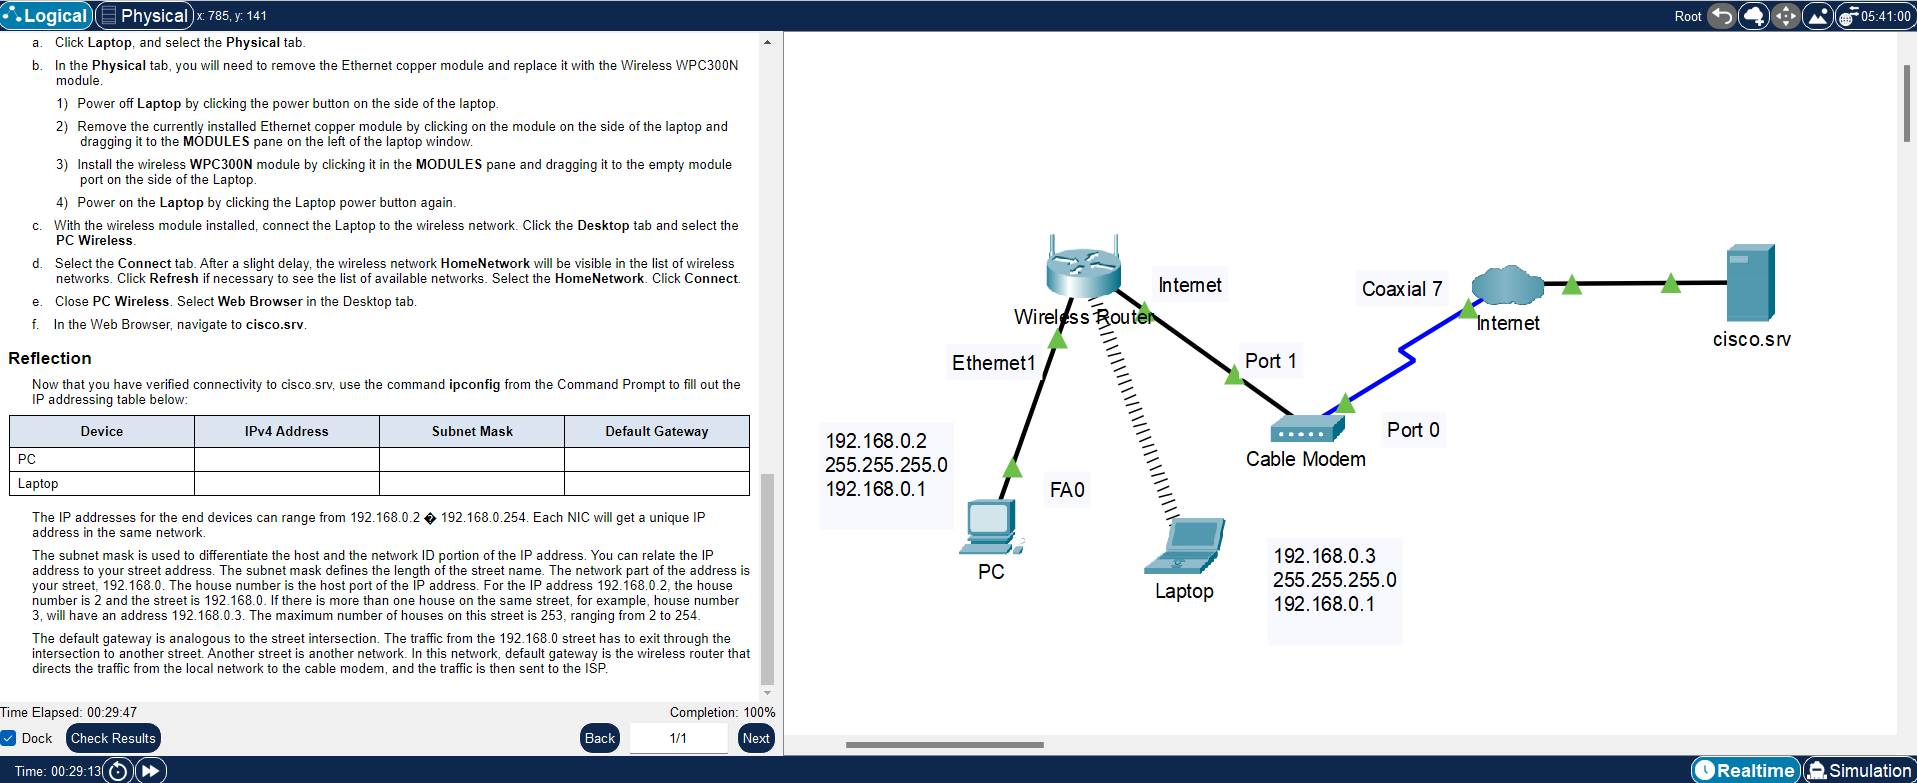 Logical
Physical
x: 785, y: 141
Root
05:41:00
a. Click Laptop, and select the Physical tab.
b. In the Physical tab, you will need to remove the Ethernet copper module and replace it with the Wireless WPC300N
module.
1) Power off Laptop by clicking the power button on the side of the laptop.
2) Remove the currently installed Ethernet copper module by clicking on the module on the side of the laptop and
dragging it to the MODULES pane on the left of the laptop window.
3) Install the wireless WPC300N module by clicking it in the MODULES pane and dragging it to the empty module
port on the side of the Laptop.
4) Power on the Laptop by clicking the Laptop power button again.
c. With the wireless module installed, connect the Laptop to the wireless network. Click the Desktop tab and select the
PC Wireless.
d. Select the Connect tab. After a slight delay, the wireless network HomeNetwork will be visible in the list of wireless
networks. Click Refresh if necessary to see the list of available networks. Select the HomeNetwork. Click Connect.
e. Close PC Wireless. Select Web Browser in the Desktop tab.
f. In the Web Browser, navigate to cisco.srv.
Reflection
Now that you have verified connectivity to cisco.srv, use the command ipconfig from the Command Prompt to fill out the
IP addressing table below:
Device IPv4 Address Subnet Mask Default Gateway
PC
Laptop
The IP addresses for the end devices can range from 192.168.0.2 � 192.168.0.254. Each NIC will get a unique IP
address in the same network.
The subnet mask is used to differentiate the host and the network ID portion of the IP address. You can relate the IP
address to your street address. The subnet mask defines the length of the street name. The network part of the address is
your street, 192.168.0. The house number is the host port of the IP address. For the IP address 192.168.0.2, the house
number is 2 and the street is 192.168.0. If there is more than one house on the same street, for example, house number
3, will have an address 192.168.0.3. The maximum number of houses on this street is 253, ranging from 2 to 254.
The default gateway is analogous to the street intersection. The traffic from the 192.168.0 street has to exit through the
intersection to another street. Another street is another network. In this network, default gateway is the wireless router that
directs the traffic from the local network to the cable modem, and the traffic is then sent to the ISP.
Time Elapsed: 00:29:47
Completion: 100%
Dock
Check Results
Back
1/1
Next
Time: 00:29:13
Internet
Wireless Router
Coaxial 7
Internet
cisco.srv
Ethernet1
Port 1
Port 0
Cable Modem
192.168.0.2
255.255.255.0
192.168.0.1
FA0
PC
Laptop
192.168.0.3
255.255.255.0
192.168.0.1
Realtime
Simulation